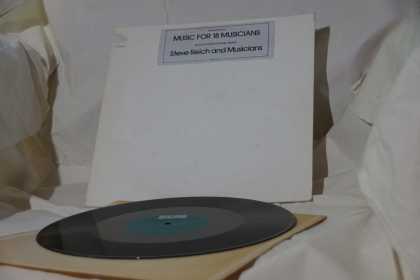 MUSIC FOR 18 MUSICIANS
Steve Reich and Musicians